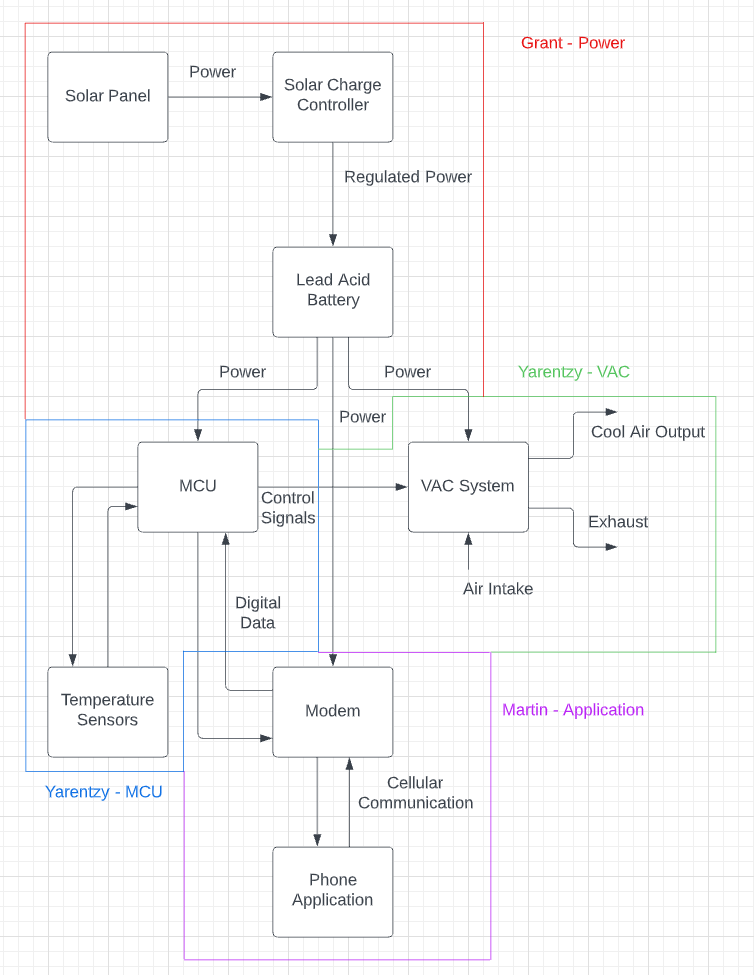 Grant - Power
Solar Panel
Power
Solar Charge
Controller
Regulated Power
Lead Acid
Battery
Power
Power
Yarentzy - VAC
Power
Cool Air Output
MCU
Control
Signals
VAC System
Exhaust
Air Intake
Digital
Data
Temperature
Sensors
Modem
Martin - Application
Yarentzy - MCU
Cellular
Communication
Phone
Application